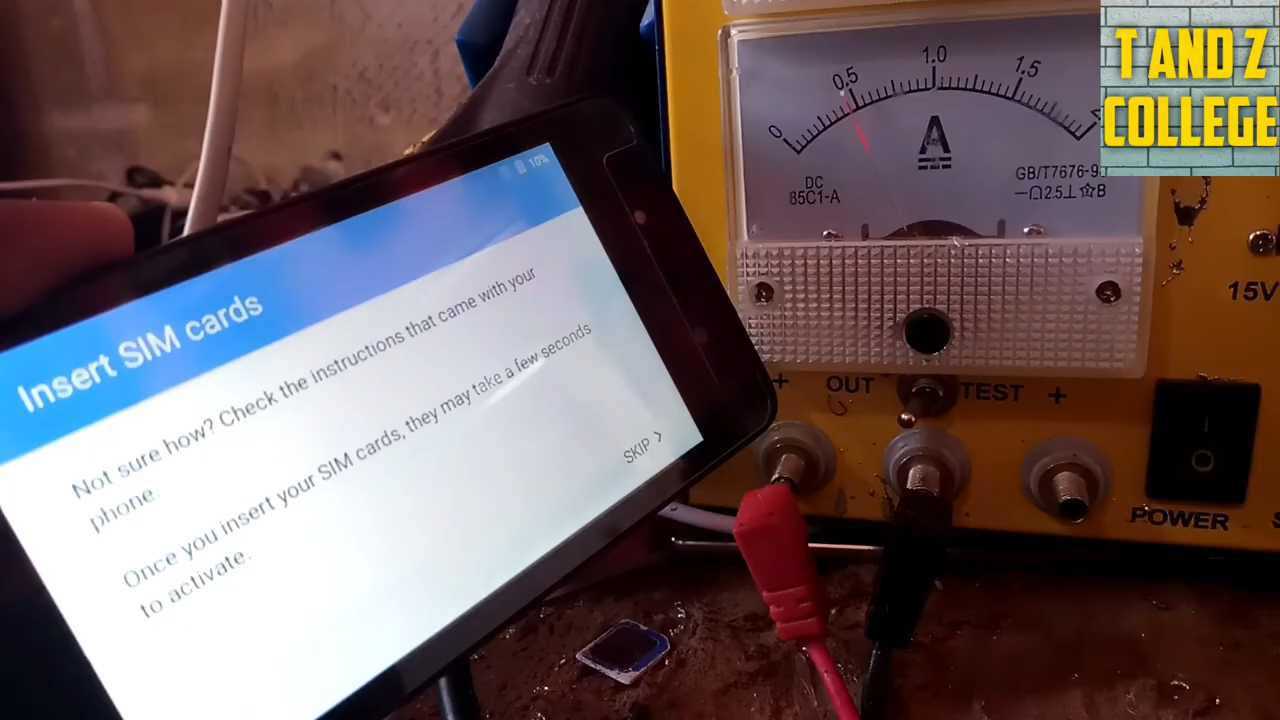 10%
Insert SIM cards
Not sure how? Check the instructions that came with your
phone.
Once you insert your SIM cards, they may take a few seconds
to activate.
SKIP >
0 0.5 1.0 1.5
A
DC
85C1-A
GB/T7676-9
2.5
B
15V
+ OUT TEST +
POWER
T AND Z
COLLEGE